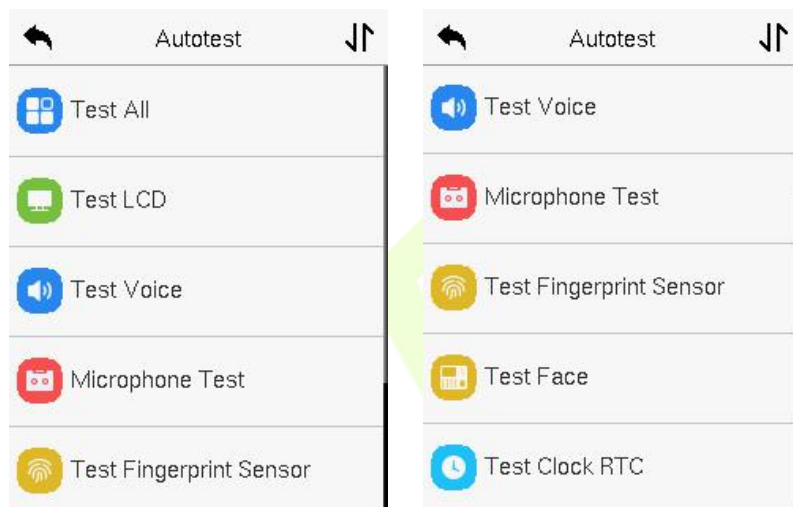 Autotest
Test All
Test LCD
Test Voice
Microphone Test
Test Fingerprint Sensor
Autotest
Test Voice
Microphone Test
Test Fingerprint Sensor
Test Face
Test Clock RTC